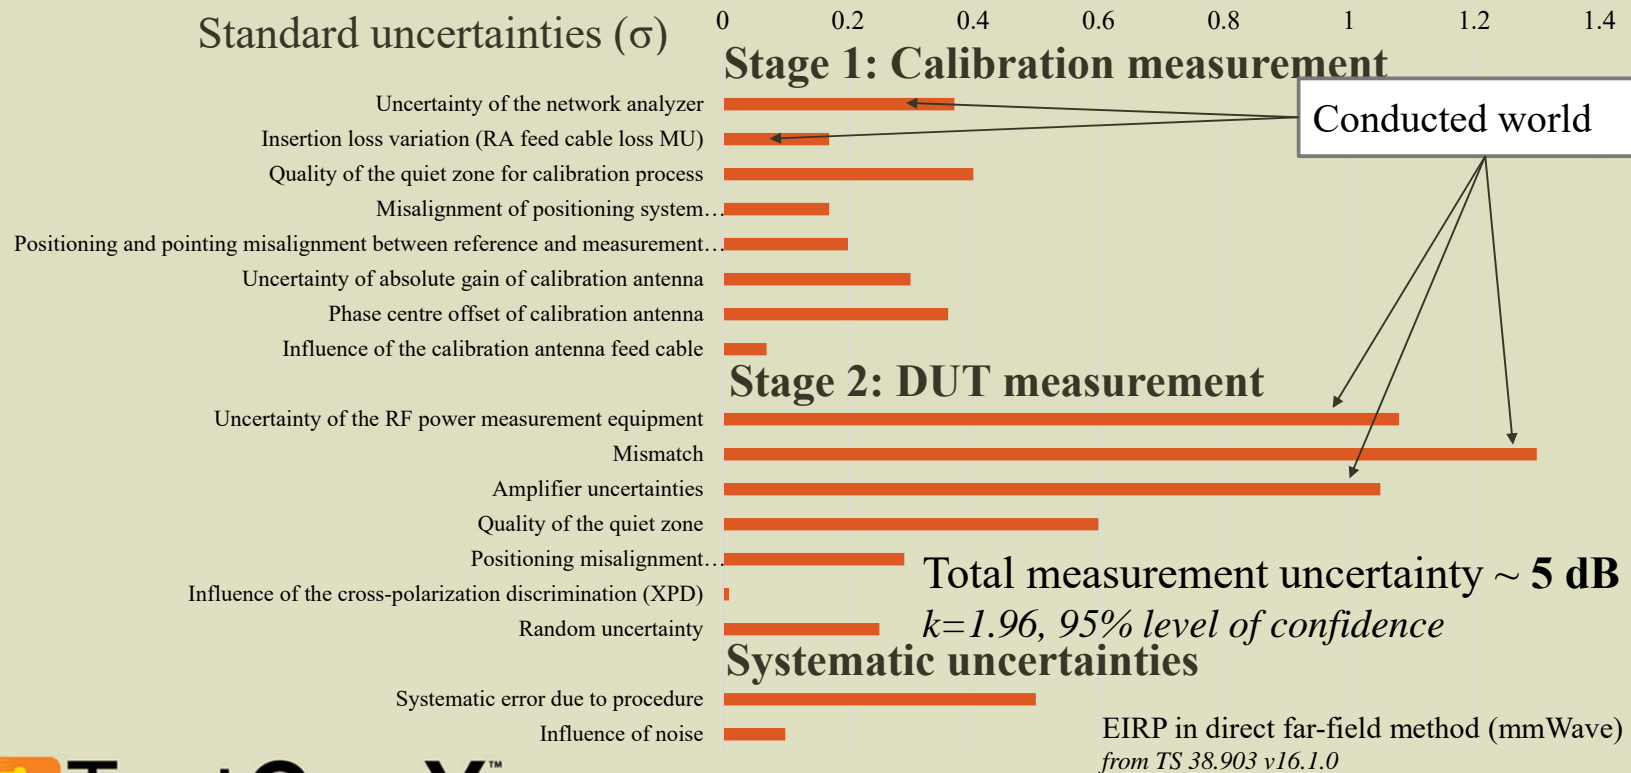 Standard uncertainties (σ)
0 0.2 0.4 0.6 0.8 1 1.2 1.4
Stage 1: Calibration measurement
Uncertainty of the network analyzer
Conducted world
Insertion loss variation (RA feed cable loss MU)
Quality of the quiet zone for calibration process
Misalignment of positioning system…
Positioning and pointing misalignment between reference and measurement…
Uncertainty of absolute gain of calibration antenna
Phase centre offset of calibration antenna
Influence of the calibration antenna feed cable
Stage 2: DUT measurement
Uncertainty of the RF power measurement equipment
Mismatch
Amplifier uncertainties
Quality of the quiet zone
Positioning misalignment…
Total measurement uncertainty ~ 5 dB
Influence of the cross-polarization discrimination (XPD)
k=1.96, 95% level of confidence
Random uncertainty
Systematic uncertainties
Systematic error due to procedure
Influence of noise
EIRP in direct far-field method (mmWave)
from TS 38.903 v16.1.0